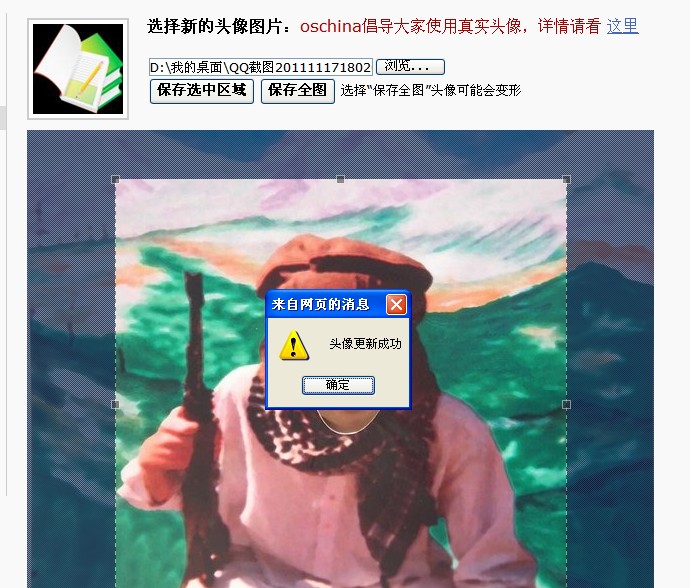 选择新的头像图片：oschina倡导大家使用真实头像，详情请看 这里
D:\我的桌面\QQ截图201111171802 浏览...
保存选中区域 保存全图 选择“保存全图”头像可能会变形
来自网页的消息
头像更新成功
确定